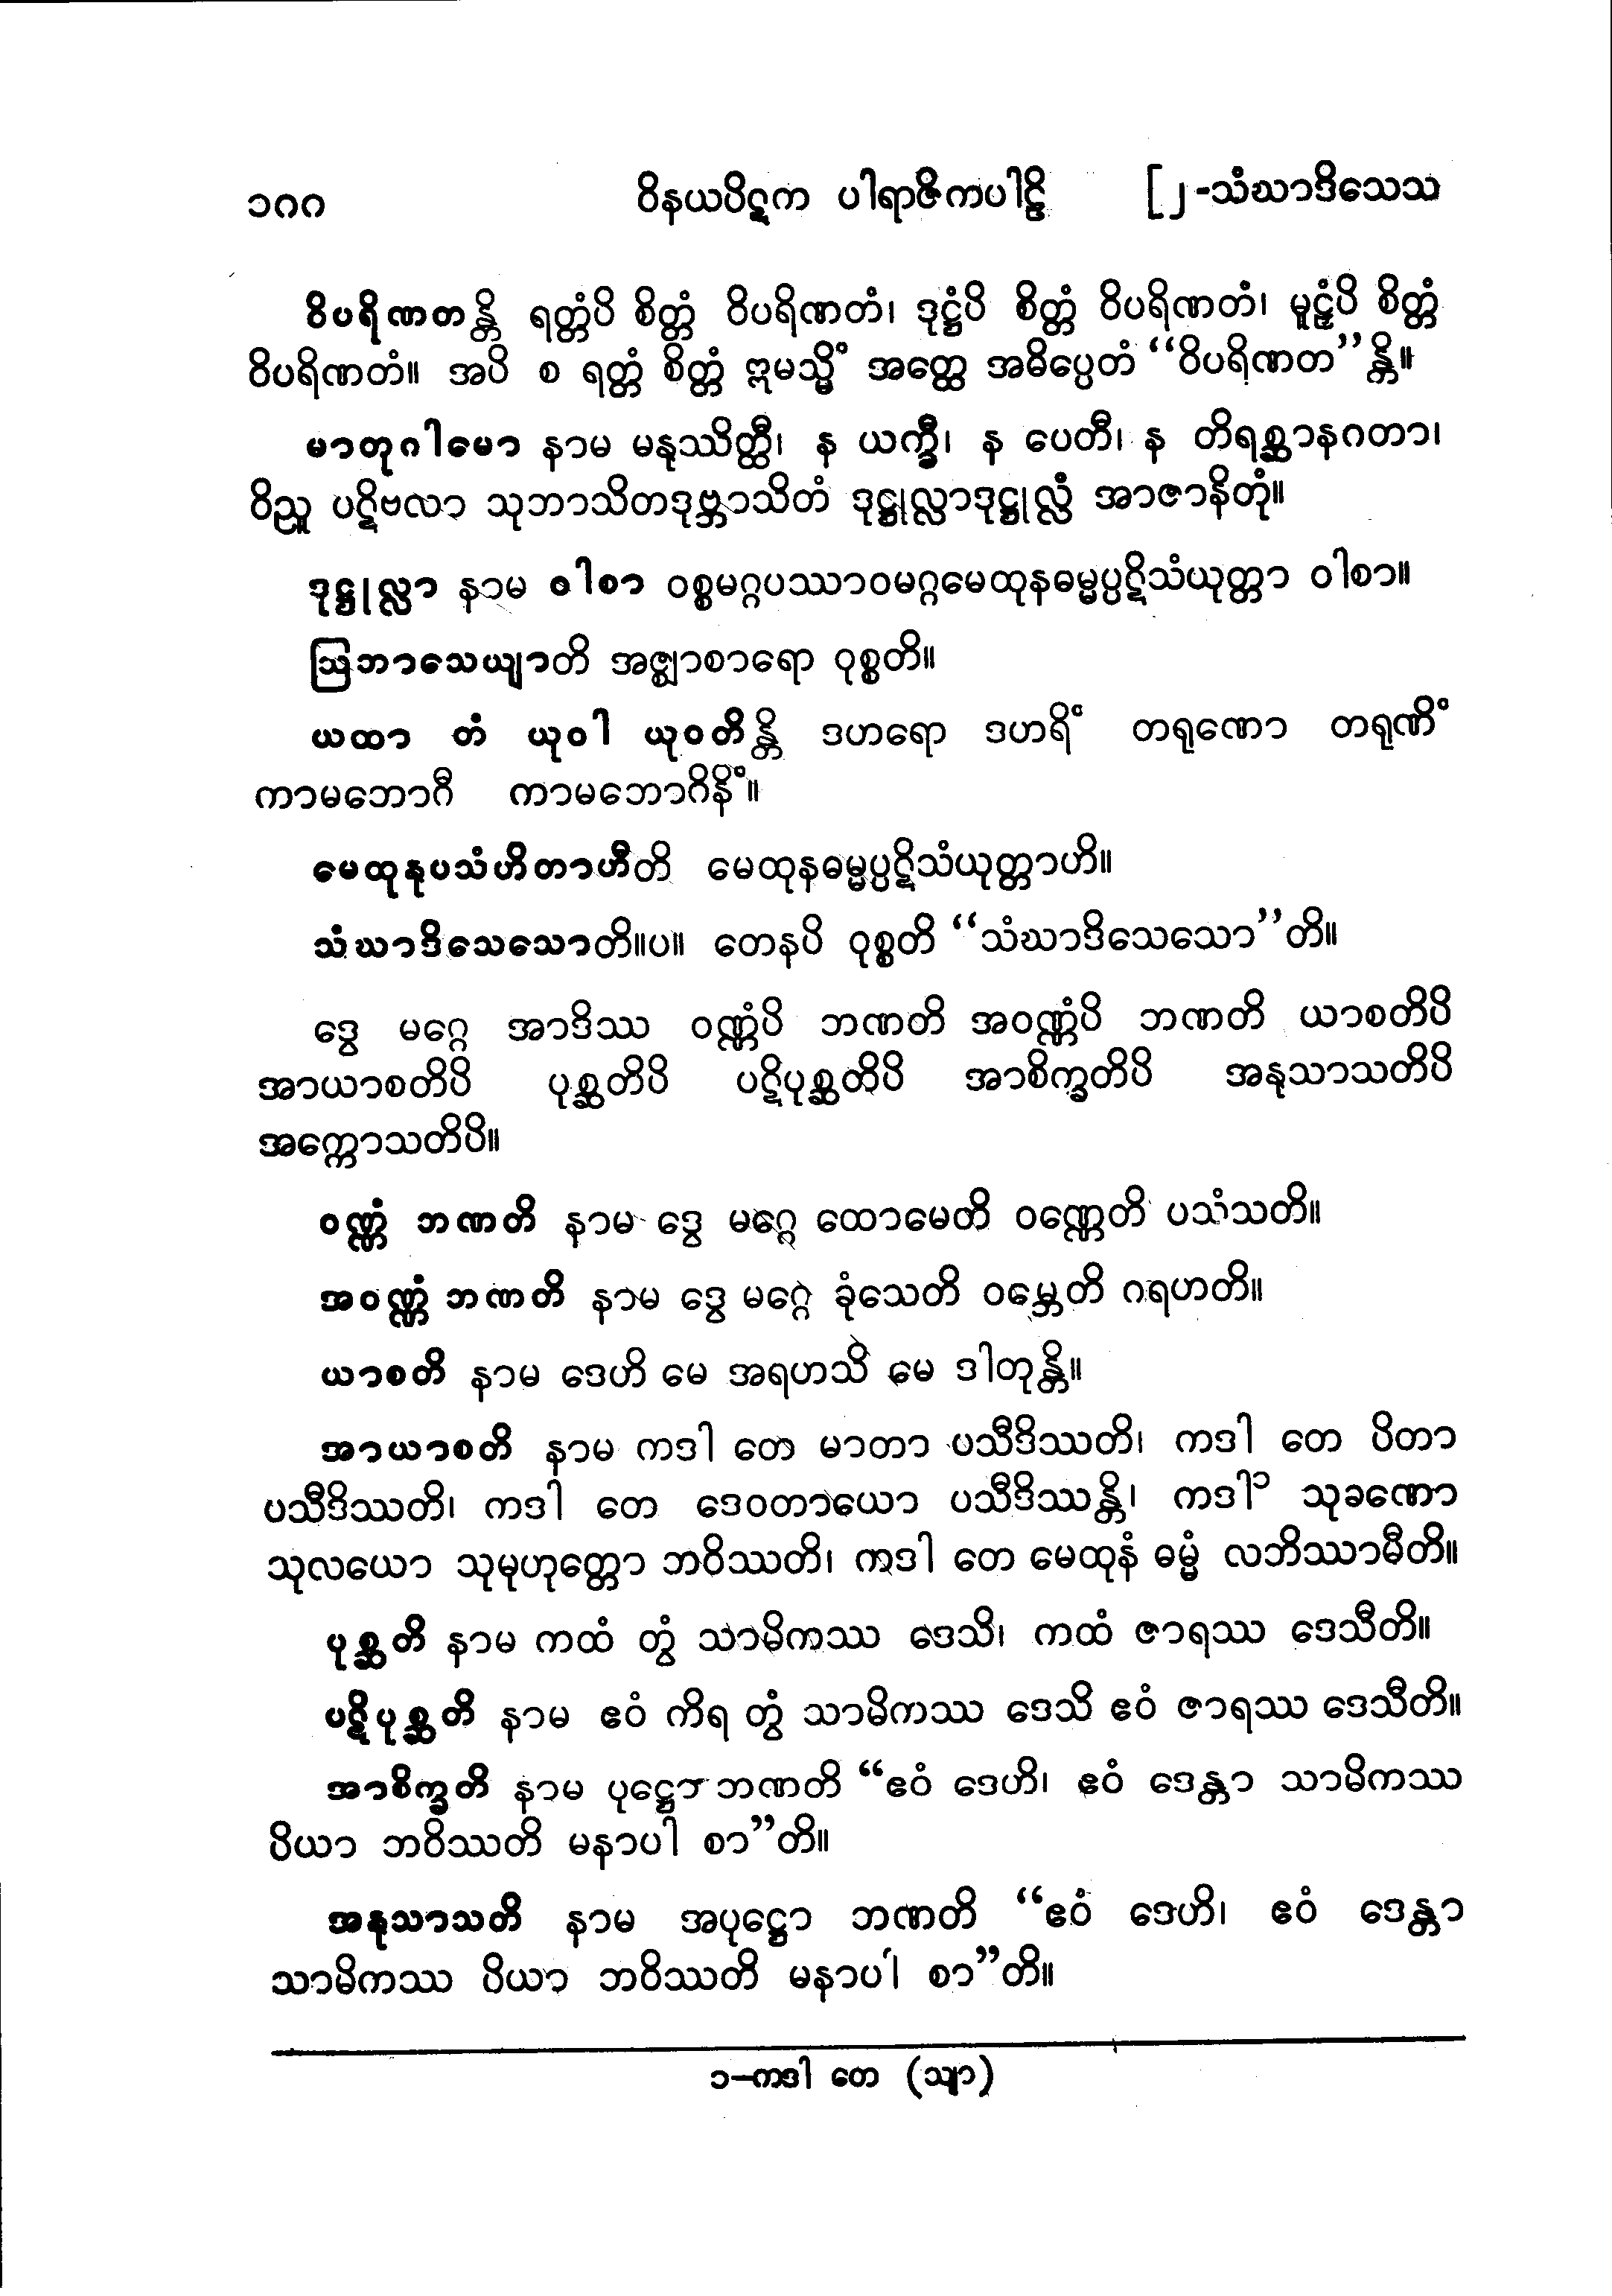 ၁၈၈ ဝိနယပိဋက ပါရာဇိကပါဠိ [၂-သံဃာဒိသေသ
ဝိပရိဏတန္တိ ရတ္တံပိ စိတ္တံ ဝိပရိဏတံ၊ ဒုဋ္ဌံပိ စိတ္တံ ဝိပရိဏတံ၊ မူဠှံပိ စိတ္တံ
ဝိပရိဏတံ။ အပိ စ ရတ္တံ စိတ္တံ ဣမသ္မိံ အတ္ထေ အဓိပ္ပေတံ “ဝိပရိဏတ”န္တိ။
မာတုဂါမော နာမ မနုဿိတ္ထီ၊ န ယက္ခီ၊ န ပေတီ၊ န တိရစ္ဆာနဂတာ၊
ဝိညူ ပဋိဗလာ သုဘာသိတဒုဗ္ဘာသိတံ ဒုဋ္ဌုလ္လာဒုဋ္ဌုလ္လံ အာဇာနိတုံ။
ဒုဋ္ဌုလ္လာ နာမ ဝါစာ ဝစ္စမဂ္ဂပဿာဝမဂ္ဂမေထုနဓမ္မပ္ပဋိသံယုတ္တာ ဝါစာ။
ဩဘာသေယျာတိ အဇ္ဈာစာရော ဝုစ္စတိ။
ယထာ တံ ယုဝါ ယုဝတိန္တိ ဒဟရော ဒဟရိံ တရုဏော တရုဏိံ
ကာမဘောဂီ ကာမဘောဂိနိံ။
မေထုနုပသံဟိတာဟီတိ မေထုနဓမ္မပ္ပဋိသံယုတ္တာဟိ။
သံဃာဒိသေသောတိ။ပ။ တေနပိ ဝုစ္စတိ “သံဃာဒိသေသော”တိ။
ဒွေ မဂ္ဂေ အာဒိဿ ဝဏ္ဏံပိ ဘဏတိ အဝဏ္ဏံပိ ဘဏတိ ယာစတိပိ
အာယာစတိပိ ပုစ္ဆတိပိ ပဋိပုစ္ဆတိပိ အာစိက္ခတိပိ အနုသာသတိပိ
အက္ကောသတိပိ။
ဝဏ္ဏံ ဘဏတိ နာမ ဒွေ မဂ္ဂေ ထောမေတိ ဝဏ္ဏေတိ ပသံသတိ။
အဝဏ္ဏံ ဘဏတိ နာမ ဒွေ မဂ္ဂေ ခုံသေတိ ဝမ္ဘေတိ ဂရဟတိ။
ယာစတိ နာမ ဒေဟိ မေ အရဟသိ မေ ဒါတုန္တိ။
အာယာစတိ နာမ ကဒါ တေ မာတာ ပသီဒိဿတိ၊ ကဒါ တေ ပိတာ
ပသီဒိဿတိ၊ ကဒါ တေ ဒေဝတာယော ပသီဒိဿန္တိ၊ ကဒါ<sup>၁</sup> သုခဏော
သုလယော သုမုဟုတ္တော ဘဝိဿတိ၊ ကဒါ တေ မေထုနံ ဓမ္မံ လဘိဿာမီတိ။
ပုစ္ဆတိ နာမ ကထံ တွံ သာမိကဿ ဒေသိ၊ ကထံ ဇာရဿ ဒေသီတိ။
ပဋိပုစ္ဆတိ နာမ ဧဝံ ကိရ တွံ သာမိကဿ ဒေသိ ဧဝံ ဇာရဿ ဒေသီတိ။
အာစိက္ခတိ နာမ ပုဋ္ဌော ဘဏတိ “ဧဝံ ဒေဟိ၊ ဧဝံ ဒေန္တာ သာမိကဿ
ပိယာ ဘဝိဿတိ မနာပါ စာ”တိ။
အနုသာသတိ နာမ အပုဋ္ဌော ဘဏတိ “ဧဝံ ဒေဟိ၊ ဧဝံ ဒေန္တာ
သာမိကဿ ပိယာ ဘဝိဿတိ မနာပါ စာ”တိ။
၁-ကဒါ တေ (သျာ)